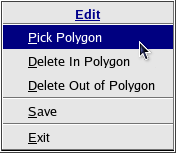 Edit
Pick Polygon
Delete In Polygon
Delete Out of Polygon
Save
Exit